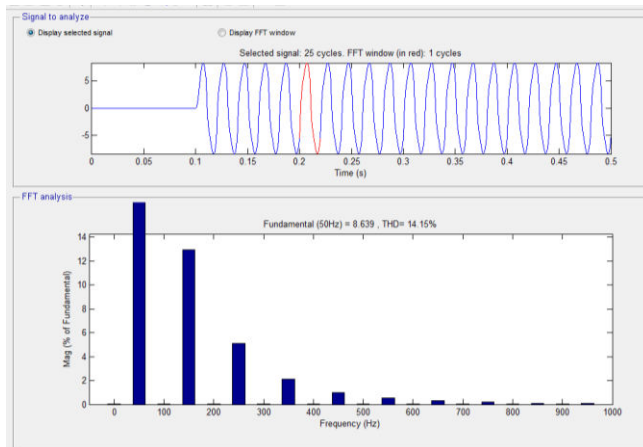 Signal to analyze
Display selected signal Display FFT window
Selected signal: 25 cycles. FFT window (in red): 1 cycles
5
0
-5
0 0.05 0.1 0.15 0.2 0.25 0.3 0.35 0.4 0.45 0.5
Time (s)
FFT analysis
Fundamental (50Hz) = 8.639 , THD= 14.15%
14
12
10
8
6
4
2
0
Mag (% of Fundamental)
0 100 200 300 400 500 600 700 800 900 1000
Frequency (Hz)